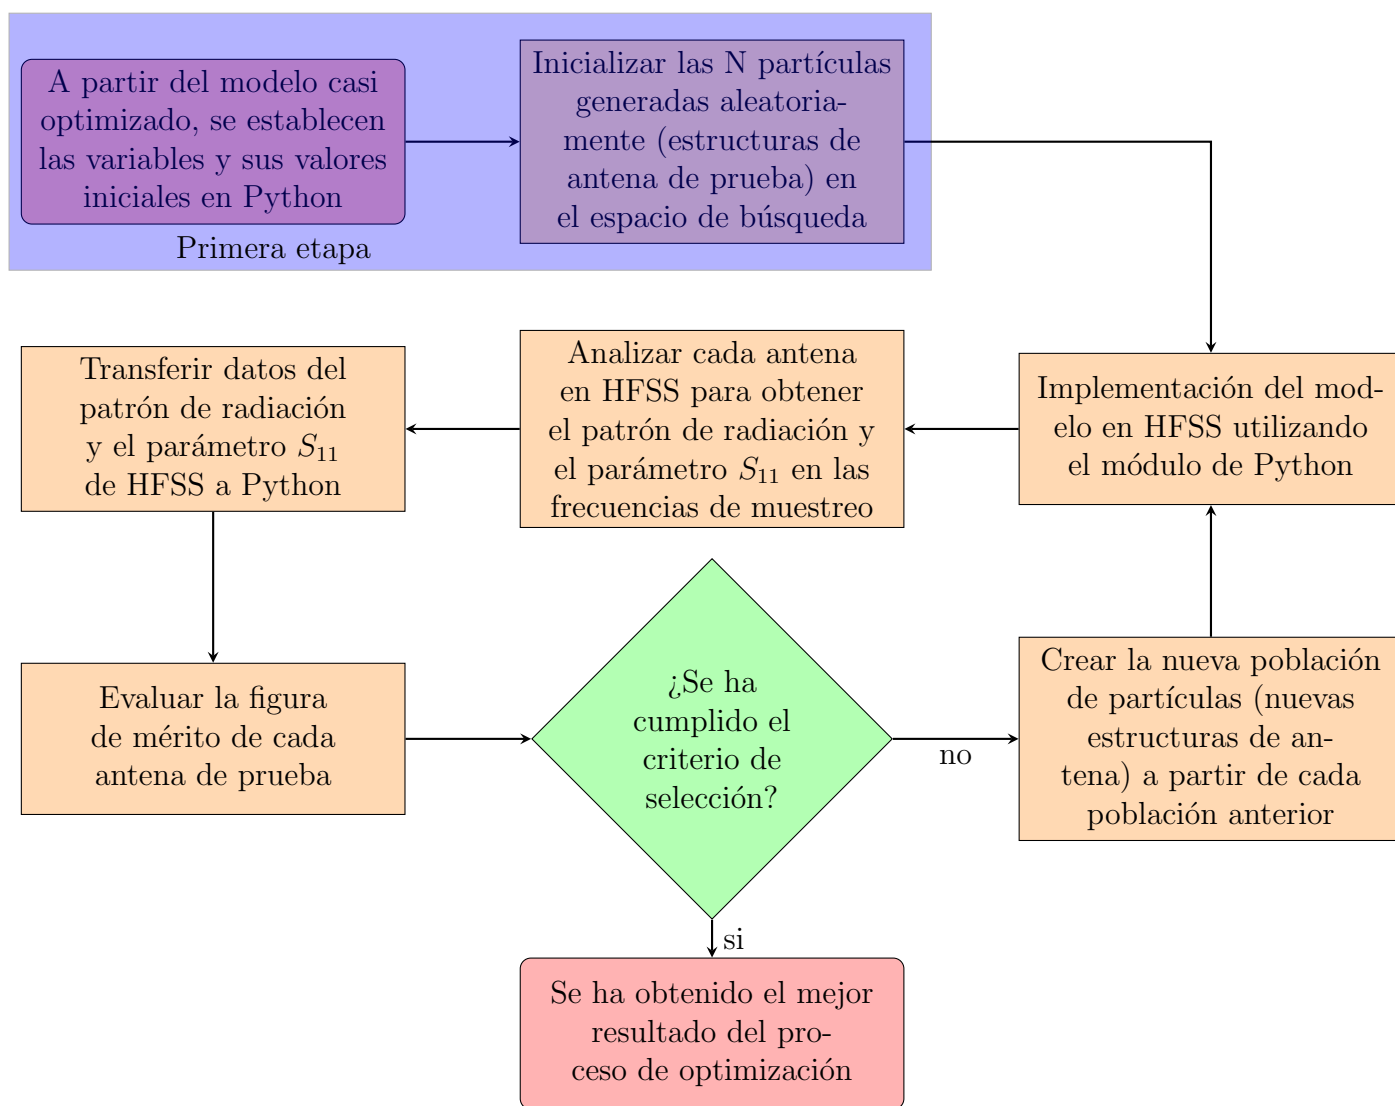 A partir del modelo casi
optimizado, se establecen
las variables y sus valores
iniciales en Python
Inicializar las N partículas
generadas aleatoria-
mente (estructuras de
antena de prueba) en
el espacio de búsqueda
Primera etapa
Transferir datos del
patrón de radiación
y el parámetro S₁₁
de HFSS a Python
Analizar cada antena
en HFSS para obtener
el patrón de radiación y
el parámetro S₁₁ en las
frecuencias de muestreo
Implementación del mod-
elo en HFSS utilizando
el módulo de Python
Evaluar la figura
de mérito de cada
antena de prueba
¿Se ha
cumplido el
criterio de
selección?
no
Crear la nueva población
de partículas (nuevas
estructuras de an-
tena) a partir de cada
población anterior
si
Se ha obtenido el mejor
resultado del pro-
ceso de optimización